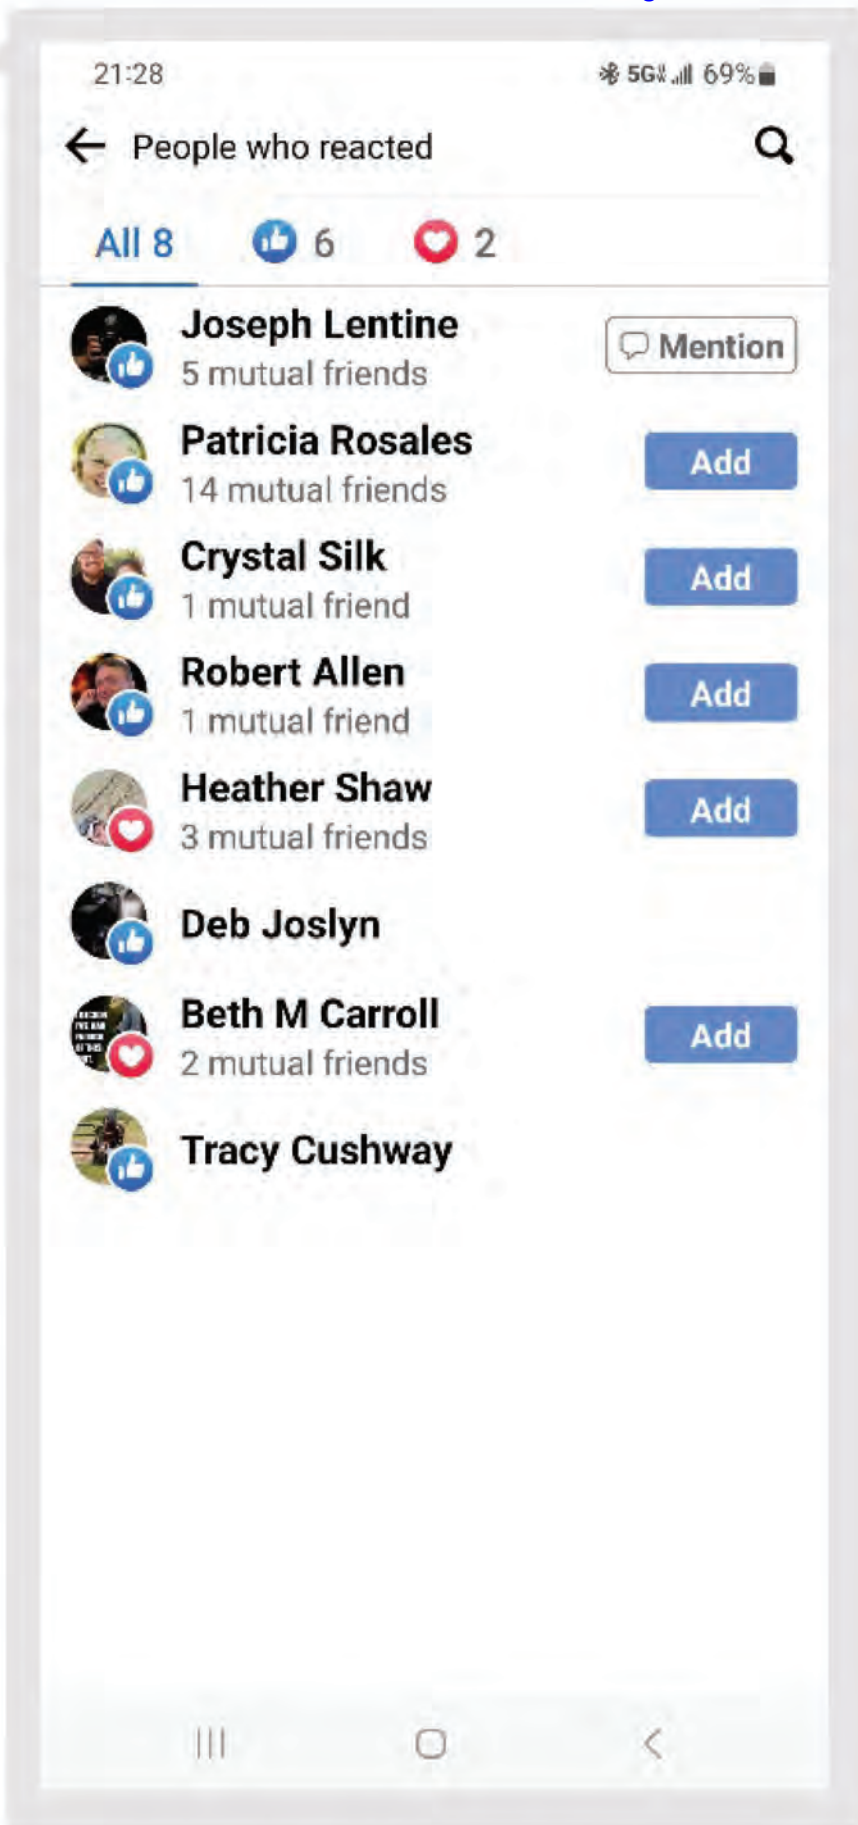 21:28 5G 69%
People who reacted
All 8 6 2
Joseph Lentine
5 mutual friends
Mention
Patricia Rosales
14 mutual friends
Add
Crystal Silk
1 mutual friend
Add
Robert Allen
1 mutual friend
Add
Heather Shaw
3 mutual friends
Add
Deb Joslyn
Beth M Carroll
2 mutual friends
Add
Tracy Cushway